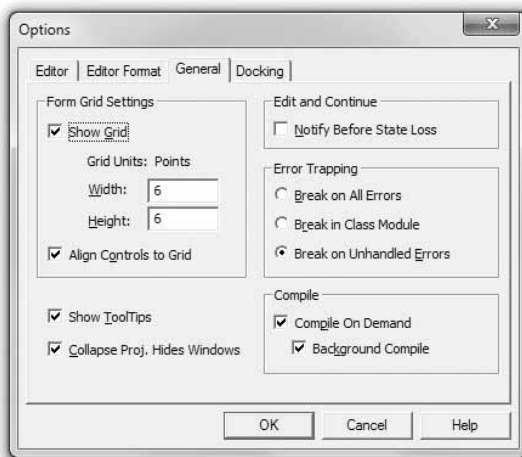 Options
Editor
Editor Format
General
Docking
Form Grid Settings
Show Grid
Grid Units: Points
Width: 6
Height: 6
Align Controls to Grid
Show ToolTips
Collapse Proj. Hides Windows
Edit and Continue
Notify Before State Loss
Error Trapping
Break on All Errors
Break in Class Module
Break on Unhandled Errors
Compile
Compile On Demand
Background Compile
OK
Cancel
Help